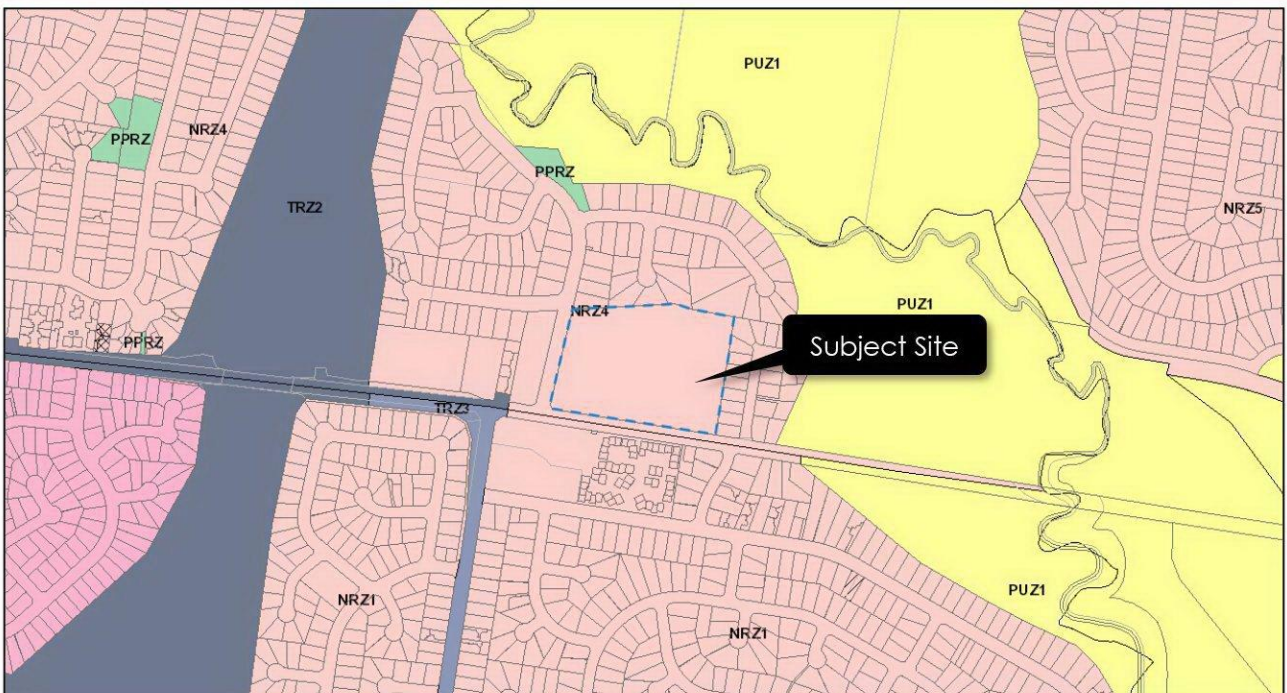 PUZ1
PPRZ
NRZ4
PPRZ
TRZ2
NRZ5
NRZ4
PUZ1
Subject Site
PPRZ
TRZ3
PUZ1
NRZ1
NRZ1